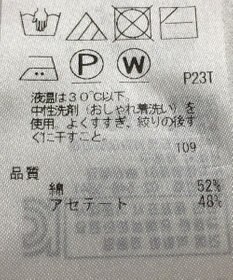 P W
P23T
液温は30℃以下、
中性洗剤（おしゃれ着洗い）を
使用。よくすすぎ、絞りの後す
ぐに干すこと。
109
品質
綿 52%
アセテート 48%